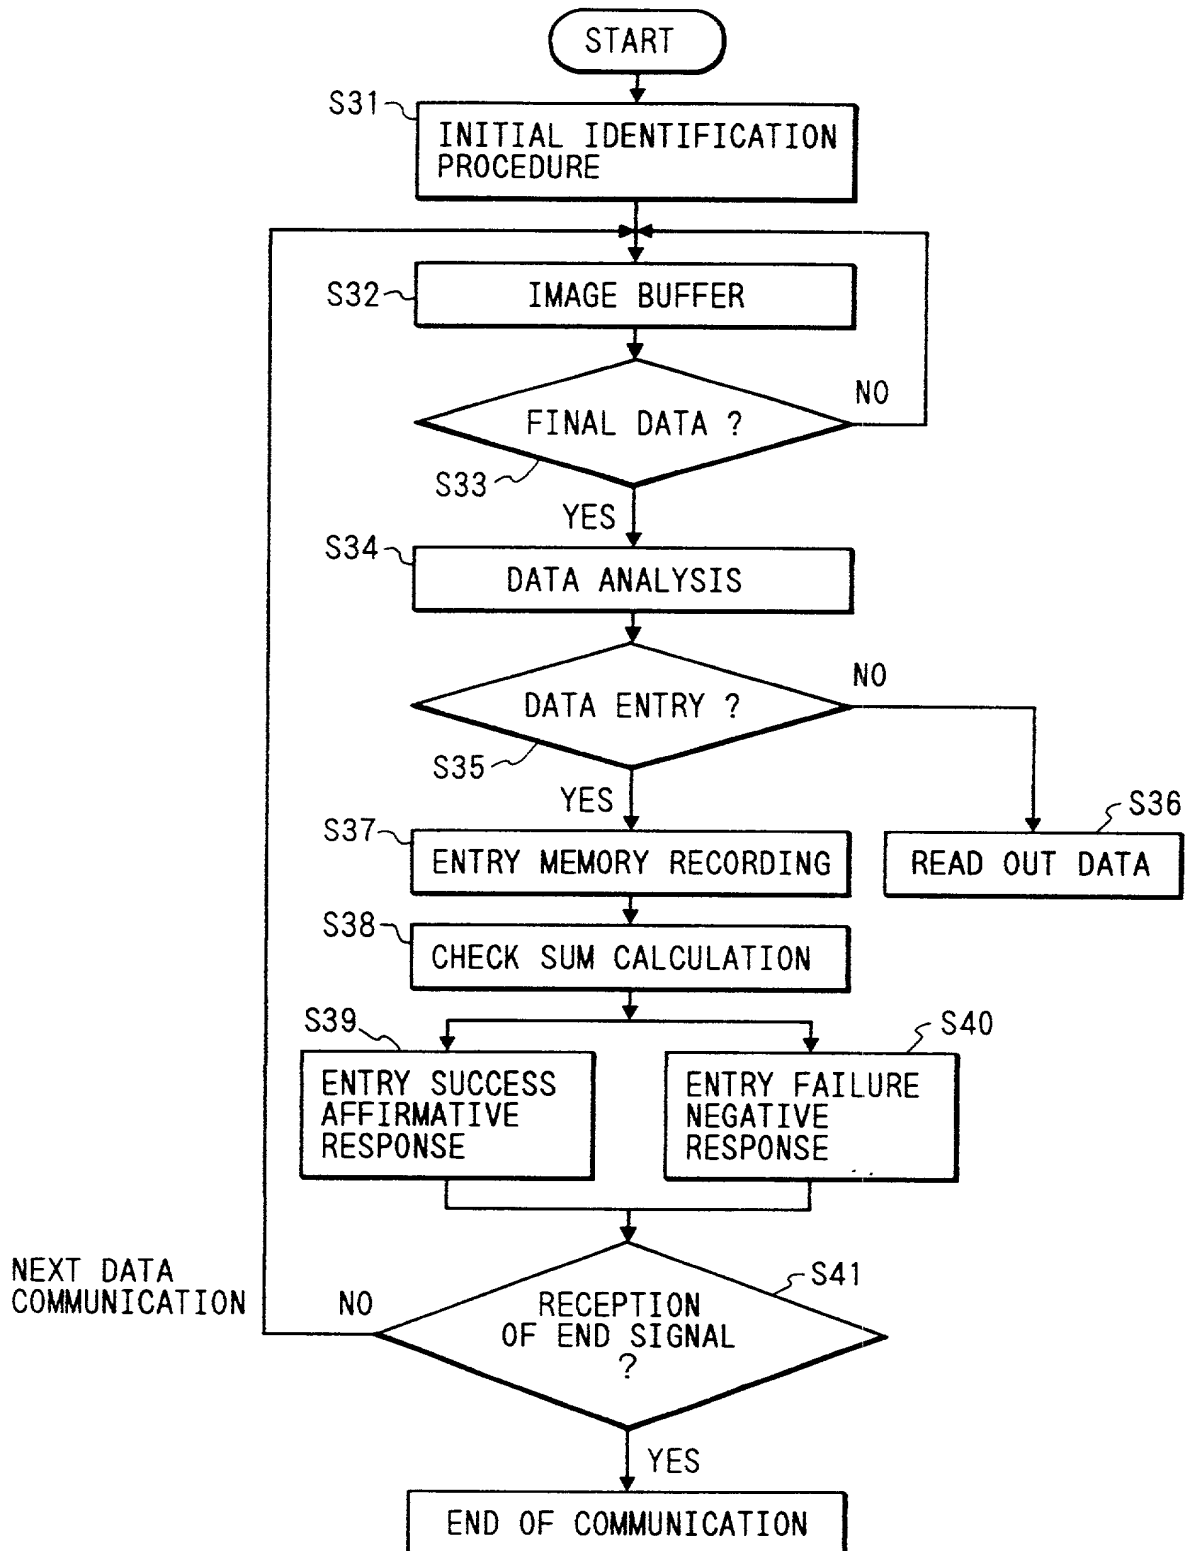 START
S31
INITIAL IDENTIFICATION
PROCEDURE
S32
IMAGE BUFFER
FINAL DATA ?
NO
S33
YES
S34
DATA ANALYSIS
DATA ENTRY ?
NO
S35
YES
S36
READ OUT DATA
S37
ENTRY MEMORY RECORDING
S38
CHECK SUM CALCULATION
S39
ENTRY SUCCESS
AFFIRMATIVE
RESPONSE
S40
ENTRY FAILURE
NEGATIVE
RESPONSE
S41
RECEPTION
OF END SIGNAL
?
NO
NEXT DATA
COMMUNICATION
YES
END OF COMMUNICATION